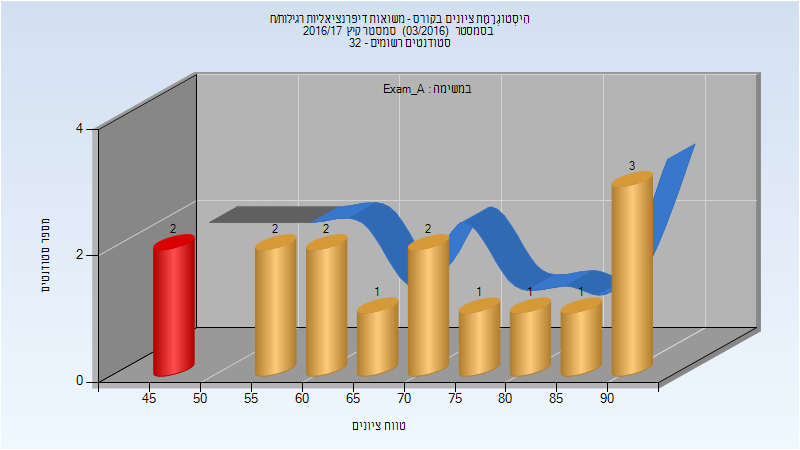 היסטוגרמת ציונים בקורס - משוואות דיפרנציאליות רגילות/ח
בסמסטר (03/2016) סמסטר קיץ 2016/17
סטודנטים רשומים - 32
במשימה : Exam_A
מספר סטודנטים
4
2
0
2
2
2
1
2
1
1
1
3
45 50 55 60 65 70 75 80 85 90
טווח ציונים